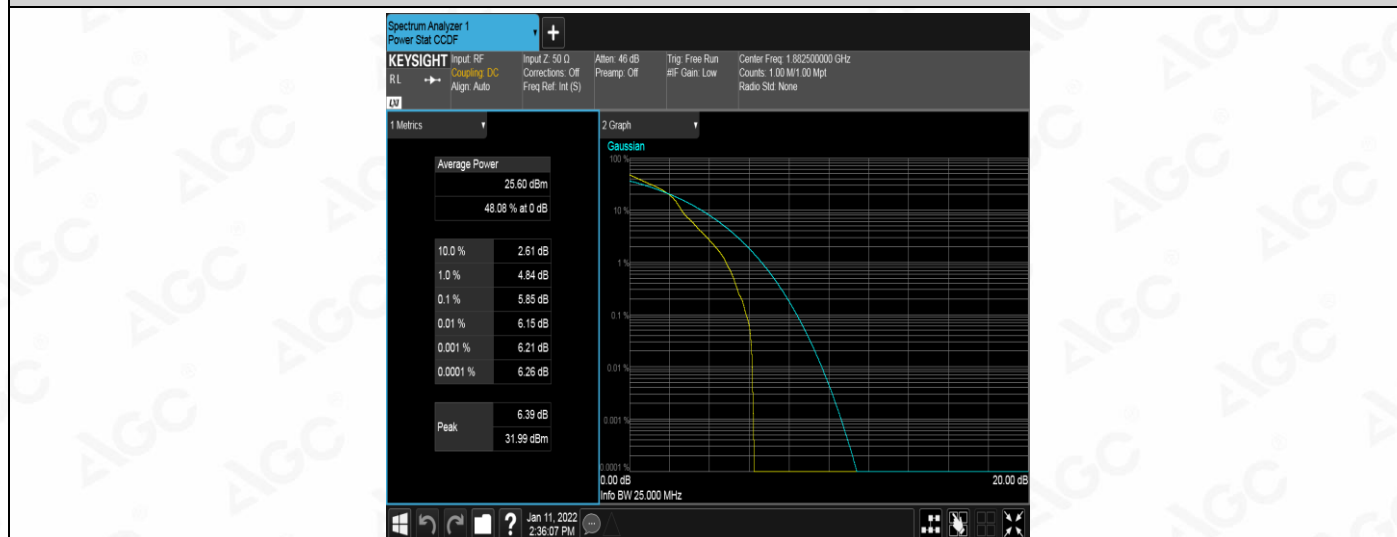 Spectrum Analyzer 1
Power Stat CCDF
+
KEYSIGHT
RL
LXI
Input: RF
Coupling: DC
Align: Auto
Input Z: 50 Ω
Corrections: Off
Freq Ref: Int (S)
Atten: 46 dB
Preamp: Off
Trig: Free Run
#IF Gain: Low
Center Freq: 1.882500000 GHz
Counts: 1.00 M/1.00 Mpt
Radio Std: None
1 Metrics
Average Power
25.60 dBm
48.08 % at 0 dB
10.0 % 2.61 dB
1.0 % 4.84 dB
0.1 % 5.85 dB
0.01 % 6.15 dB
0.001 % 6.21 dB
0.0001 % 6.26 dB
Peak
6.39 dB
31.99 dBm
2 Graph
Gaussian
100 %
10 %
1 %
0.1 %
0.01 %
0.001 %
0.0001 %
0.00 dB 20.00 dB
Info BW 25.000 MHz
?
Jan 11, 2022
2:36:07 PM
AGC